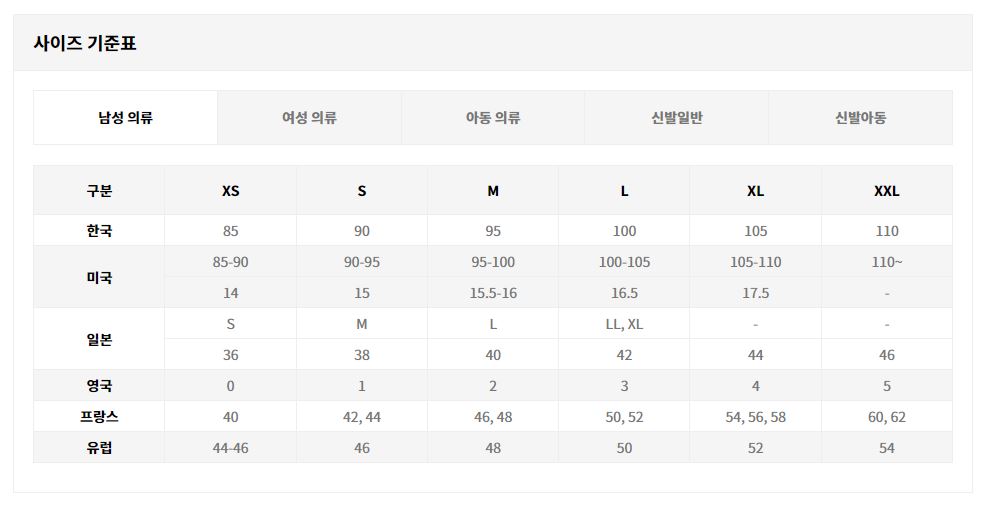 사이즈 기준표
남성 의류 여성 의류 아동 의류 신발일반 신발아동
구분 XS S M L XL XXL
한국 85 90 95 100 105 110
미국 85-90 90-95 95-100 100-105 105-110 110~
14 15 15.5-16 16.5 17.5 -
일본 S M L LL, XL - -
36 38 40 42 44 46
영국 0 1 2 3 4 5
프랑스 40 42, 44 46, 48 50, 52 54, 56, 58 60, 62
유럽 44-46 46 48 50 52 54